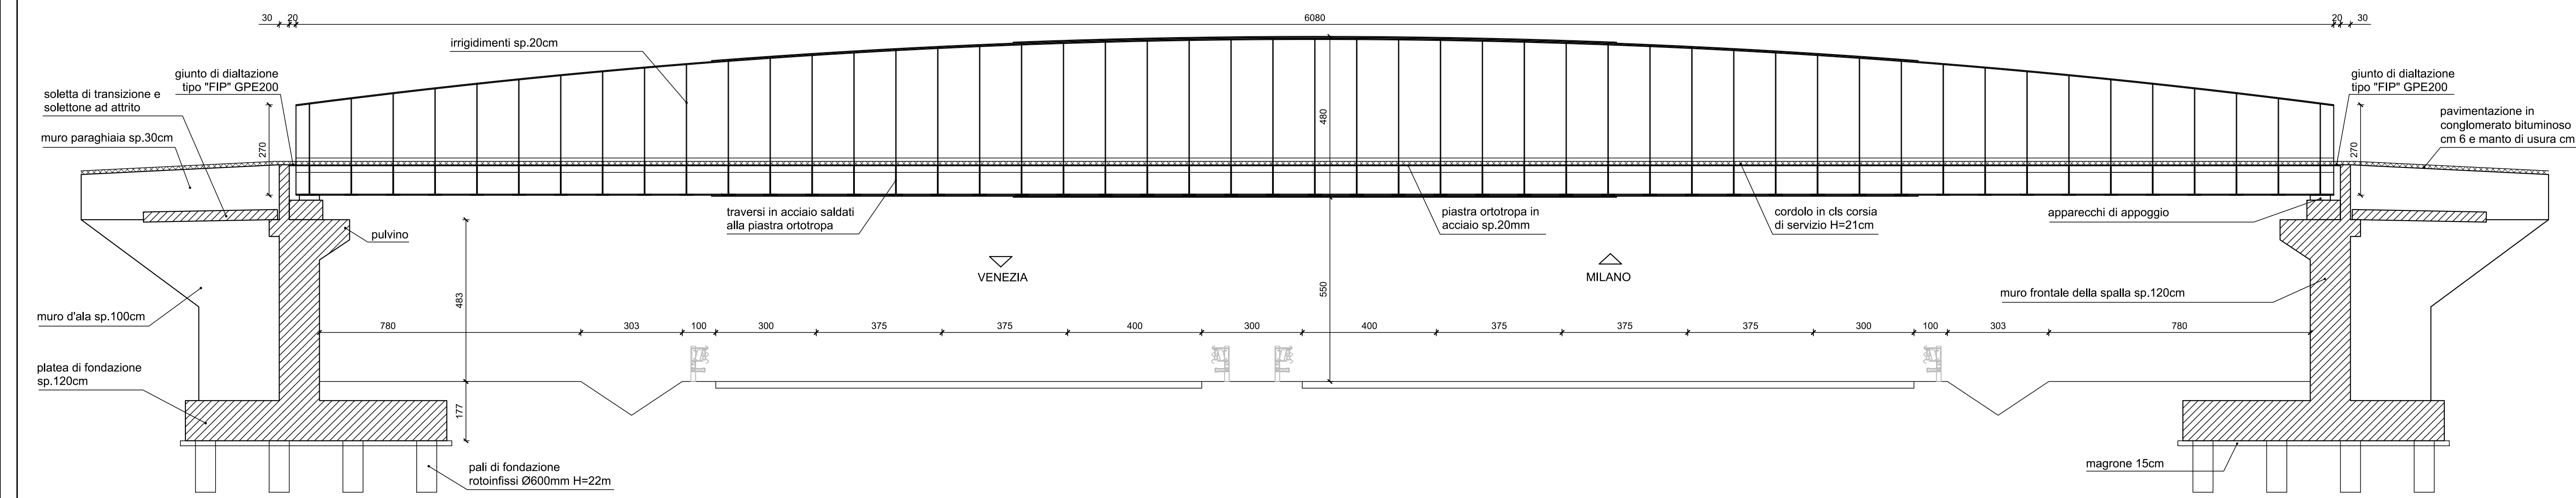 30
20
6080
20
30
irrigidimenti sp.20cm
giunto di dialtazione
tipo "FIP" GPE200
soletta di transizione e
solettone ad attrito
muro paraghiaia sp.30cm
270
480
giunto di dialtazione
tipo "FIP" GPE200
pavimentazione in
conglomerato bituminoso
cm 6 e manto di usura cm
270
traversi in acciaio saldati
alla piastra ortotropa
piastra ortotropa in
acciaio sp.20mm
cordolo in cls corsia
di servizio H=21cm
apparecchi di appoggio
pulvino
VENEZIA
MILANO
483
550
muro d'ala sp.100cm
muro frontale della spalla sp.120cm
780
303
100
300
375
375
400
300
400
375
375
375
300
100
303
780
platea di fondazione
sp.120cm
177
pali di fondazione
rotoinfissi Ø600mm H=22m
magrone 15cm